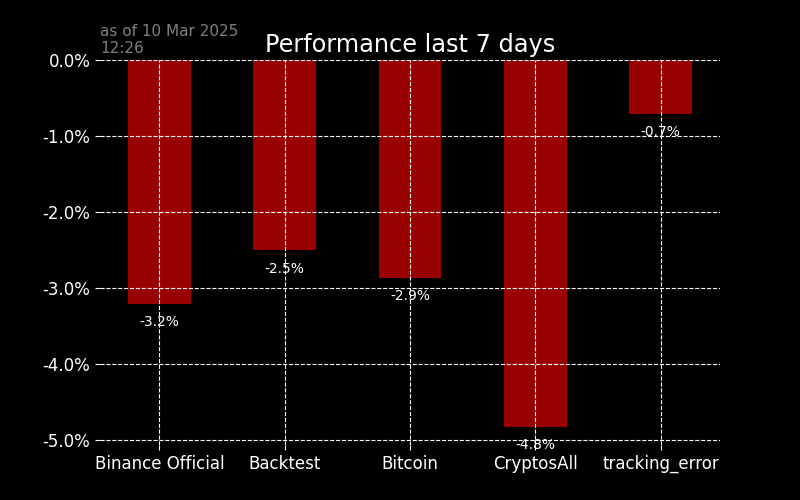 as of 10 Mar 2025
12:26
Performance last 7 days
0.0%
-1.0%
-2.0%
-3.0%
-4.0%
-5.0%
-3.2%
-2.5%
-2.9%
-4.8%
-0.7%
Binance Official
Backtest
Bitcoin
CryptosAll
tracking_error